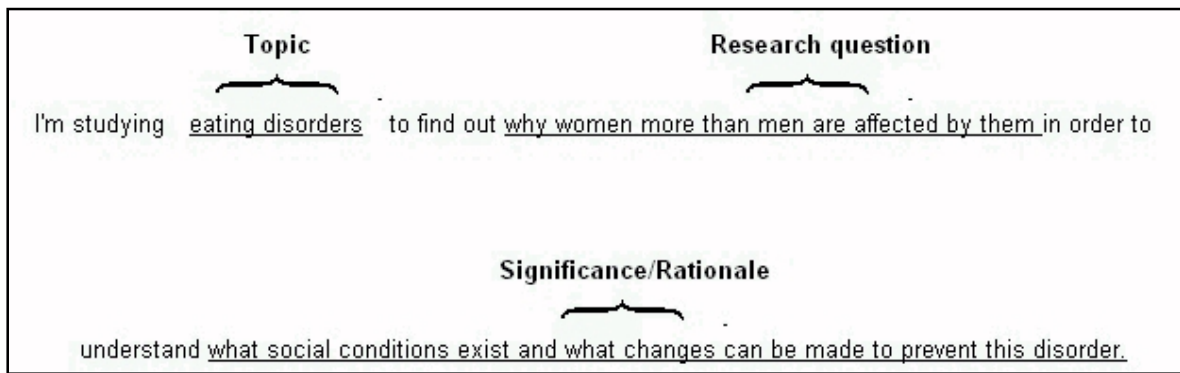 Topic Research question
I'm studying eating disorders to find out why women more than men are affected by them in order to
Significance/Rationale
understand what social conditions exist and what changes can be made to prevent this disorder.